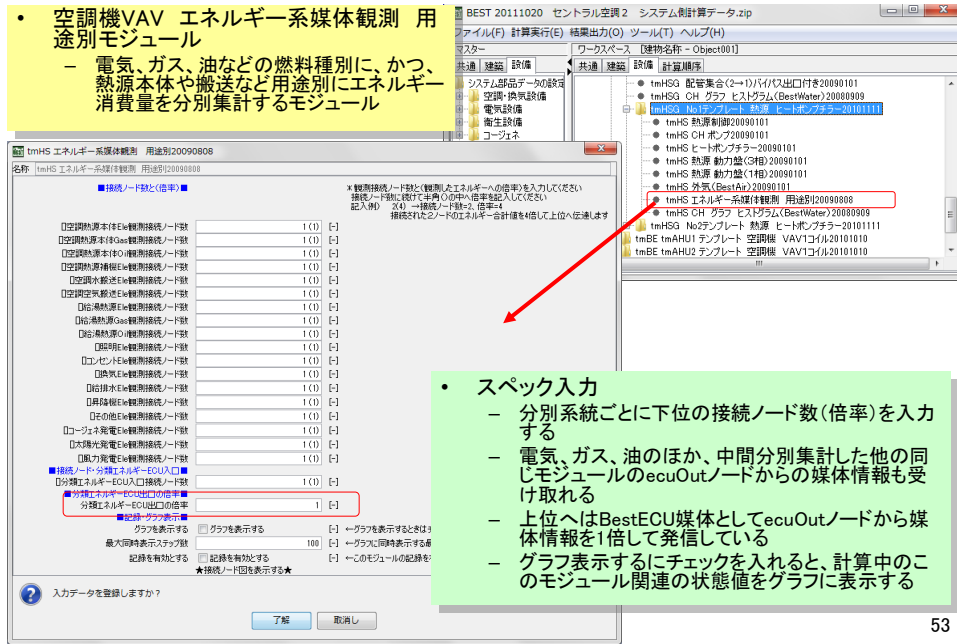 • 空調機VAV エネルギー系媒体観測 用
途別モジュール
– 電気、ガス、油などの燃料種別に、かつ、
熱源本体や搬送など用途別にエネルギー
消費量を分別集計するモジュール
BEST 20111020 セントラル空調2 システム側計算データ.zip
ファイル(F) 計算実行(E) 結果出力(O) ツール(T) ヘルプ(H)
マスター
ワークスペース [建物名称 - Object001]
共通 建築 設備
共通 建築 設備 計算順序
システム部品データの設定
空調・換気設備
電気設備
衛生設備
コージェネ
tmHSG 配管集合(2→1)バイパス出口付き20090101
tmHSG CH グラフ ヒストグラム(BestWater)20080909
tmHSG No1テンプレート 熱源 ヒートポンプチラー20101111
tmHS 熱源制御20090101
tmHS CH ポンプ20090101
tmHS ヒートポンプチラー20090101
tmHS 熱源 動力盤(3相)20090101
tmHS 熱源 動力盤(1相)20090101
tmHS 外気(BestAir)20090101
tmHS エネルギー系媒体観測 用途別20090808
tmHS CH グラフ ヒストグラム(BestWater)20080909
tmHSG No2テンプレート 熱源 ヒートポンプチラー20101111
tmBE tmAHU1 テンプレート 空調機 VAV1コイル20101010
tmBE tmAHU2 テンプレート 空調機 VAV1コイル20101010
tmHS エネルギー系媒体観測 用途別20090808
名称 tmHS エネルギー系媒体観測 用途別20090808
■接続ノード数と(倍率)■
*観測接続ノード数と(観測したエネルギーへの倍率)を入力してください
接続ノード数に続けて半角()の中へ倍率を記入してください
記入例) 2(4) →接続ノード数=2、倍率=4
接続された2ノードのエネルギー合計値を4倍して上位へ伝達します
[]空調熱源本体Ele観測接続ノード数 1(1) [-]
[]空調熱源本体Gas観測接続ノード数 1(1) [-]
[]空調熱源本体Oil観測接続ノード数 1(1) [-]
[]空調熱源補機Ele観測接続ノード数 1(1) [-]
[]空調水搬送Ele観測接続ノード数 1(1) [-]
[]空調空気搬送Ele観測接続ノード数 1(1) [-]
[]給湯熱源Ele観測接続ノード数 1(1) [-]
[]給湯熱源Gas観測接続ノード数 1(1) [-]
[]給湯熱源Oil観測接続ノード数 1(1) [-]
[]照明Ele観測接続ノード数 1(1) [-]
[]コンセントEle観測接続ノード数 1(1) [-]
[]換気Ele観測接続ノード数 1(1) [-]
[]給排水Ele観測接続ノード数 1(1) [-]
[]昇降機Ele観測接続ノード数 1(1) [-]
[]その他Ele観測接続ノード数 1(1) [-]
[]コージェネ発電Ele観測接続ノード数 1(1) [-]
[]太陽光発電Ele観測接続ノード数 1(1) [-]
[]風力発電Ele観測接続ノード数 1(1) [-]
■接続ノード・分類エネルギーECU入口■
[]分類エネルギーECU入口接続ノード数 1(1) [-]
■分類エネルギーECU出口の倍率■
分類エネルギーECU出口の倍率 1 [-]
■記録・グラフ表示■
グラフを表示する グラフを表示する [-] ←グラフを表示するときは
最大同時表示ステップ数 100 [-] ←グラフに同時表示する最
記録を有効とする 記録を有効とする [-] ←このモジュールの記録を
★接続ノード図を表示する★
入力データを登録しますか?
了解 取消し
• スペック入力
– 分別系統ごとに下位の接続ノード数(倍率)を入力
する
– 電気、ガス、油のほか、中間分別集計した他の同
じモジュールのecuOutノードからの媒体情報も受
け取れる
– 上位へはBestECU媒体としてecuOutノードから媒
体情報を1倍して発信している
– グラフ表示するにチェックを入れると、計算中のこ
のモジュール関連の状態値をグラフに表示する
53